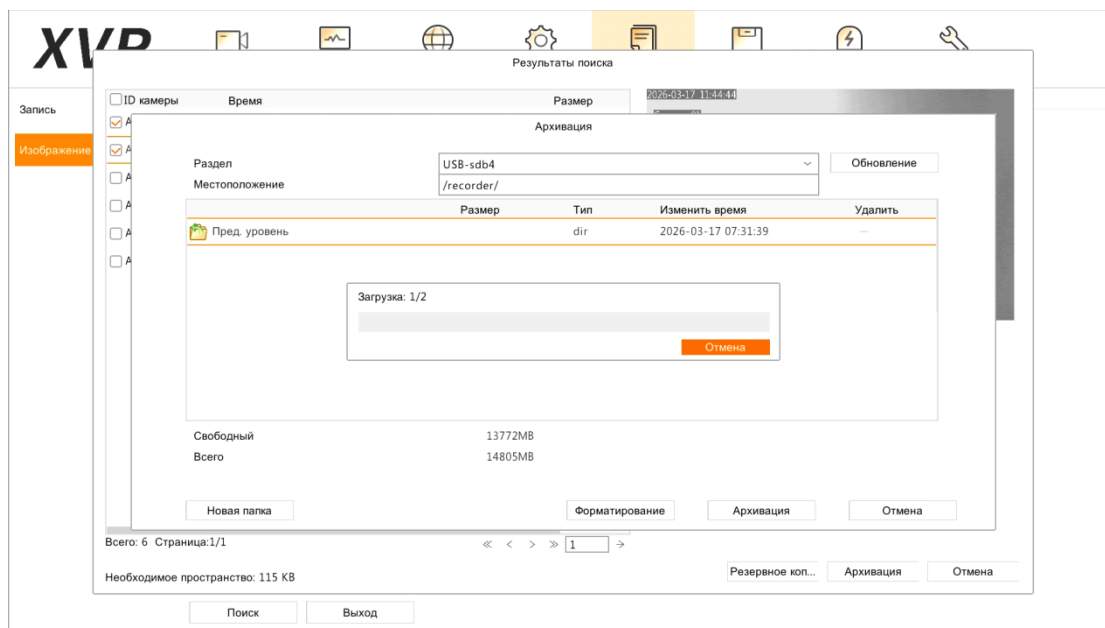 XVR
Результаты поиска
Запись
Изображение
ID камеры Время Размер
2026-03-17 11:44:44
Архивация
Раздел USB-sdb4 Обновление
Местоположение /recorder/
Размер Тип Изменить время Удалить
Пред. уровень dir 2026-03-17 07:31:39 —
Загрузка: 1/2
Отмена
Свободный 13772MB
Всего 14805MB
Новая папка Форматирование Архивация Отмена
Всего: 6 Страница:1/1 1
Необходимое пространство: 115 KB
Резервное коп... Архивация Отмена
Поиск Выход